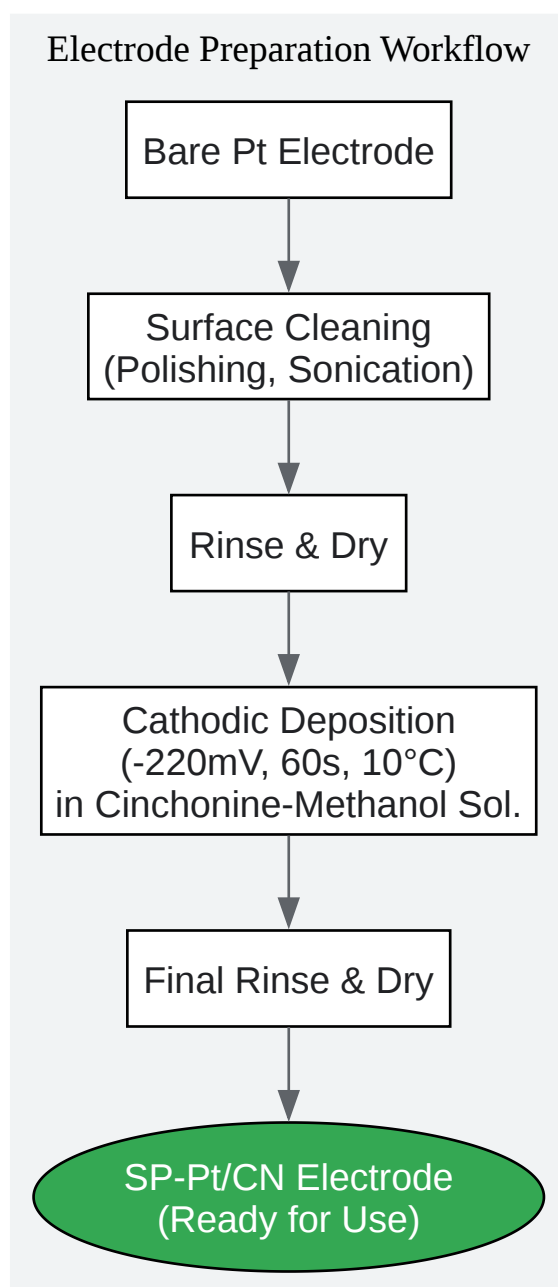 Electrode Preparation Workflow
Bare Pt Electrode
Surface Cleaning
(Polishing, Sonication)
Rinse & Dry
Cathodic Deposition
(-220mV, 60s, 10°C)
in Cinchonine-Methanol Sol.
Final Rinse & Dry
SP-Pt/CN Electrode
(Ready for Use)